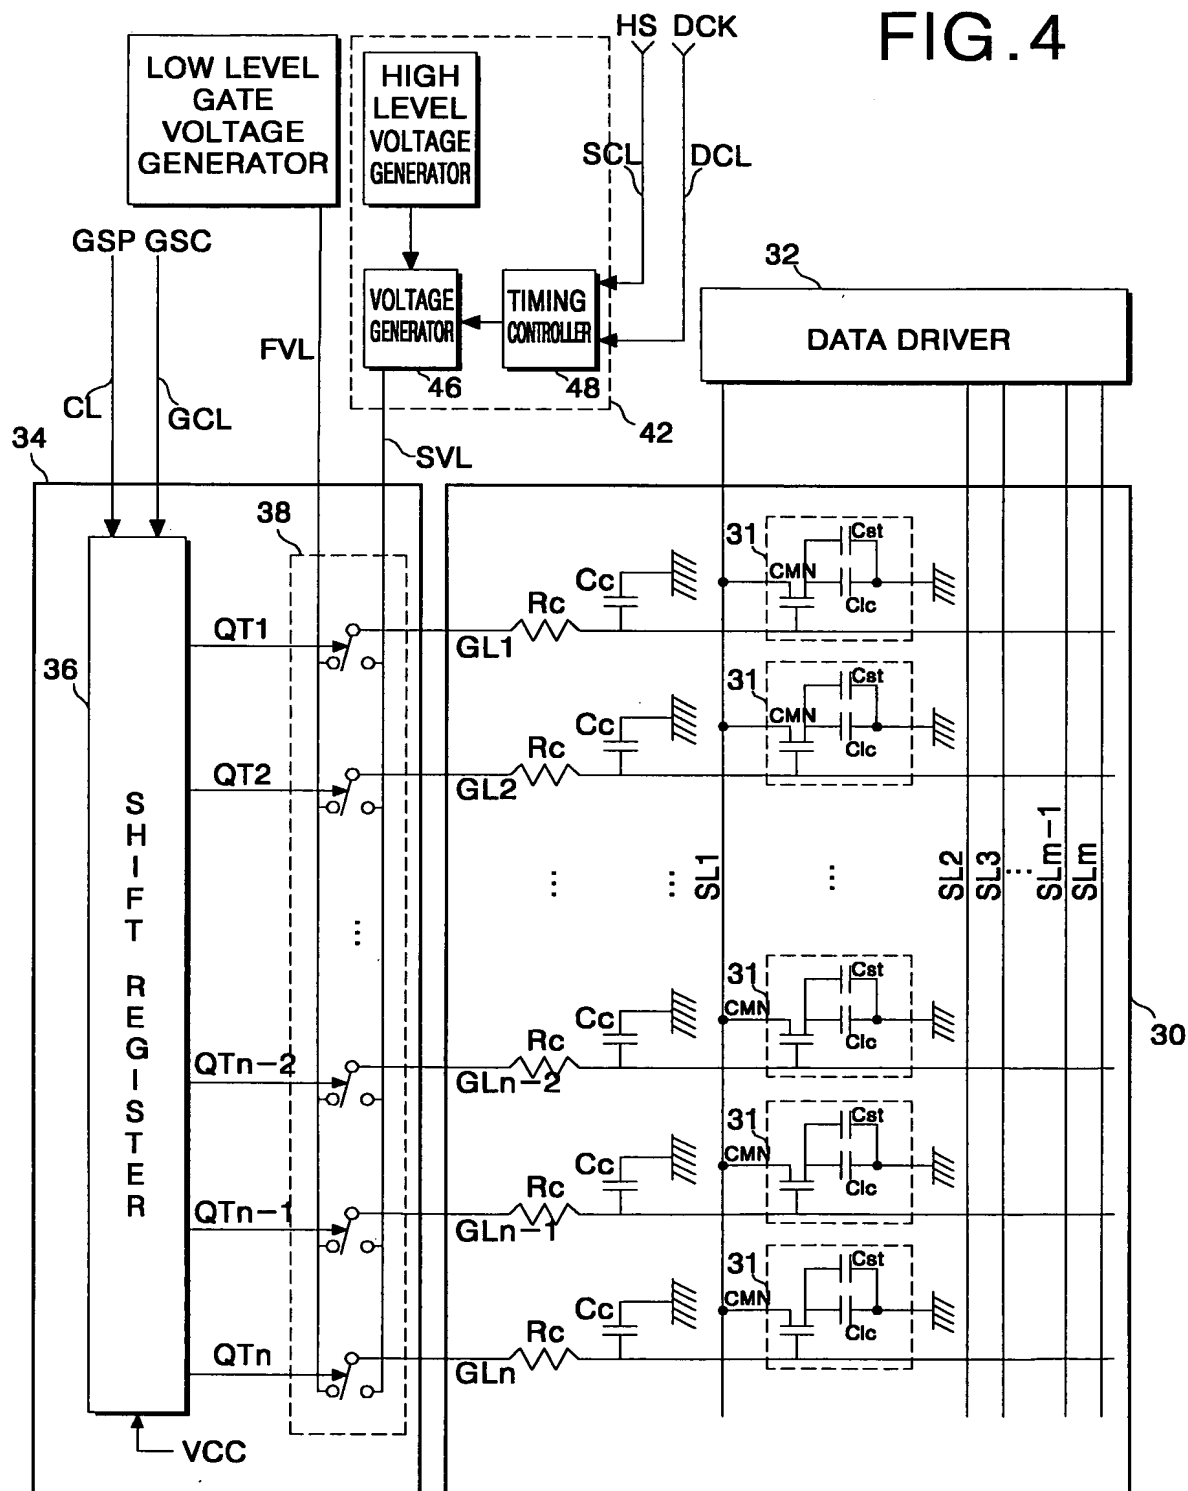 FIG.4
HS DCK
LOW LEVEL
GATE
VOLTAGE
GENERATOR
HIGH
LEVEL
VOLTAGE
GENERATOR
SCL
DCL
GSP GSC
VOLTAGE
GENERATOR
TIMING
CONTROLLER
32
DATA DRIVER
FVL
46
48
CL
GCL
42
34
SVL
38
31
Cst
CMN
Cc
Clc
Rc
QT1
GL1
36
31
Cst
CMN
Cc
Clc
Rc
QT2
GL2
SHIFT REGISTER
...
...
...
...
SL1
SL2
SL3
...
SLm-1
SLm
31
Cst
CMN
Cc
Clc
Rc
30
QTn-2
GLn-2
31
Cst
CMN
Cc
Clc
Rc
QTn-1
GLn-1
31
Cst
CMN
Cc
Clc
Rc
QTn
GLn
VCC